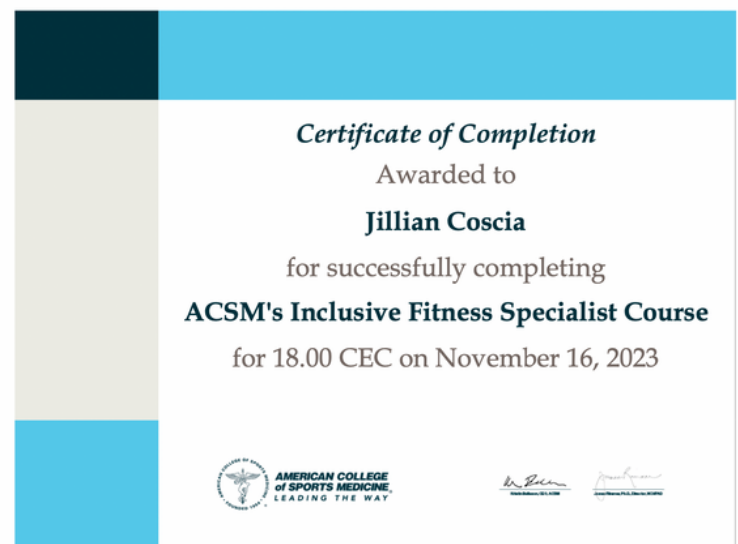 Certificate of Completion
Awarded to
Jillian Coscia
for successfully completing
ACSM's Inclusive Fitness Specialist Course
for 18.00 CEC on November 16, 2023
AMERICAN COLLEGE
of SPORTS MEDICINE
LEADING THE WAY